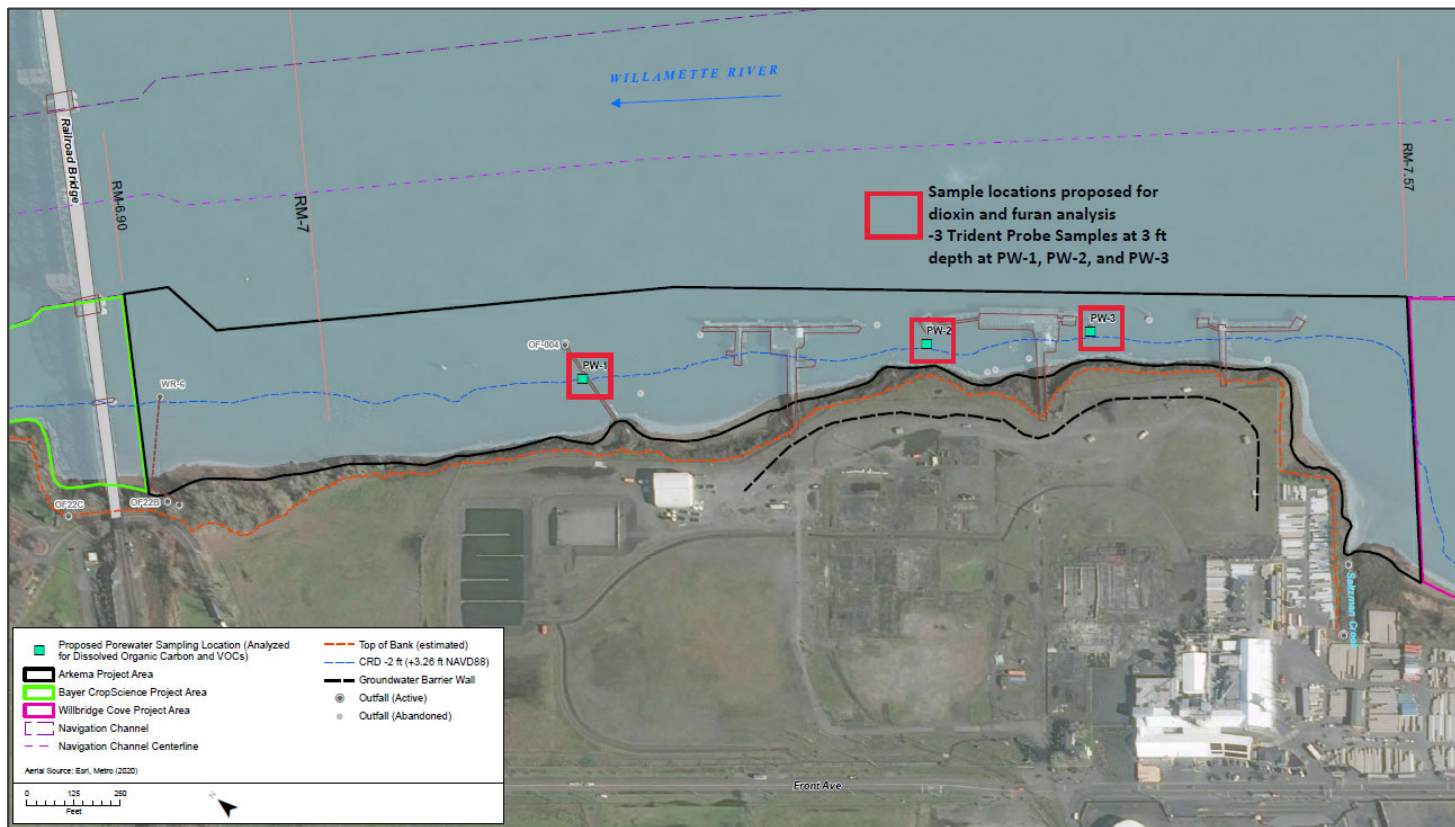 WILLAMETTE RIVER
Railroad Bridge
RM-6.90
RM-7
RM-7.57
Sample locations proposed for
dioxin and furan analysis
-3 Trident Probe Samples at 3 ft
depth at PW-1, PW-2, and PW-3
OF-004
PW-1
PW-2
PW-3
WR-6
OF22C
OF22B
Saltzman Creek
Front Ave
Proposed Porewater Sampling Location (Analyzed
for Dissolved Organic Carbon and VOCs)
Arkema Project Area
Bayer CropScience Project Area
Willbridge Cove Project Area
Navigation Channel
Navigation Channel Centerline
Top of Bank (estimated)
CRD -2 ft (+3.26 ft NAVD88)
Groundwater Barrier Wall
Outfall (Active)
Outfall (Abandoned)
Aerial Source: Esri, Metro (2020)
0 125 250
Feet
N